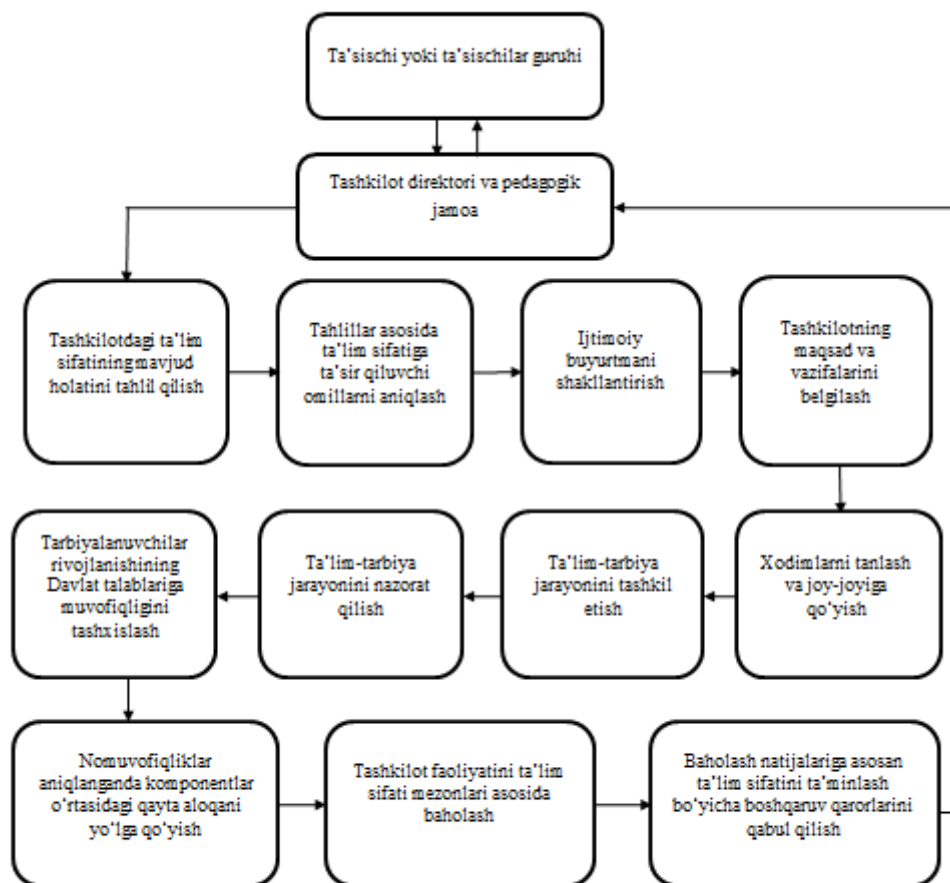 Ta’sischi yoki ta’sischilar guruhi
Tashkilot direktori va pedagogik
jamoa
Tashkilotdagi ta’lim
sifatining mavjud
holatini tahlil qilish
Tahlillar asosida
ta’lim sifatiga
ta’sir qiluvchi
omillarni aniqlash
Ijtimoiy
buyurtmani
shakllantirish
Tashkilotning
maqsad va
vazifalarini
belgilash
Tarbiyalanuvchilar
rivojlanishining
Davlat talablariga
muvofiqligini
tashxislash
Ta’lim-tarbiya
jarayonini nazorat
qilish
Ta’lim-tarbiya
jarayonini tashkil
etish
Xodimlarni tanlash
va joy-joyiga
qo‘yish
Nomuvofiqliklar
aniqlanganda komponentlar
o‘rtasidagi qayta aloqani
yo‘lga qo‘yish
Tashkilot faoliyatini ta’lim
sifati mezonlari asosida
baholash
Baholash natijalariga asosan
ta’lim sifatini ta’minlash
bo‘yicha boshqaruv qarorlarini
qabul qilish